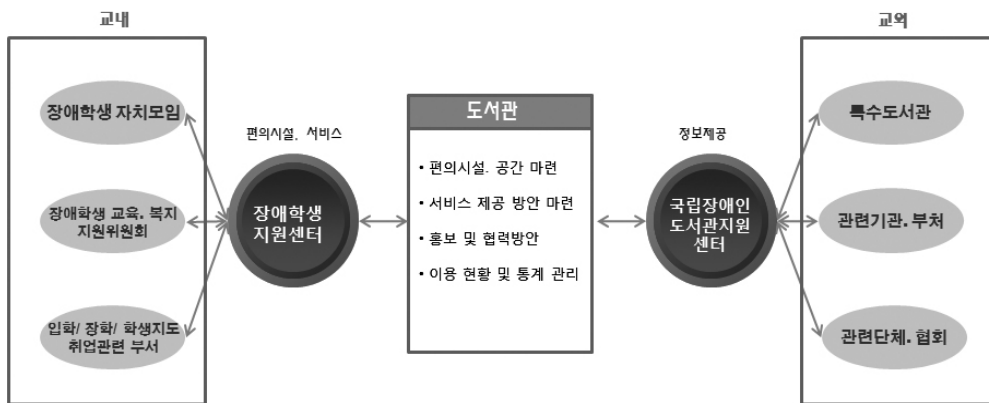 교내
장애학생 자치모임
장애학생 교육. 복지
지원위원회
입학/ 장학/ 학생지도
취업관련 부서
편의시설. 서비스
장애학생
지원센터
도서관
• 편의시설. 공간 마련
• 서비스 제공 방안 마련
• 홍보 및 협력방안
• 이용 현황 및 통계 관리
정보제공
국립장애인
도서관지원
센터
교외
특수도서관
관련기관. 부처
관련단체. 협회